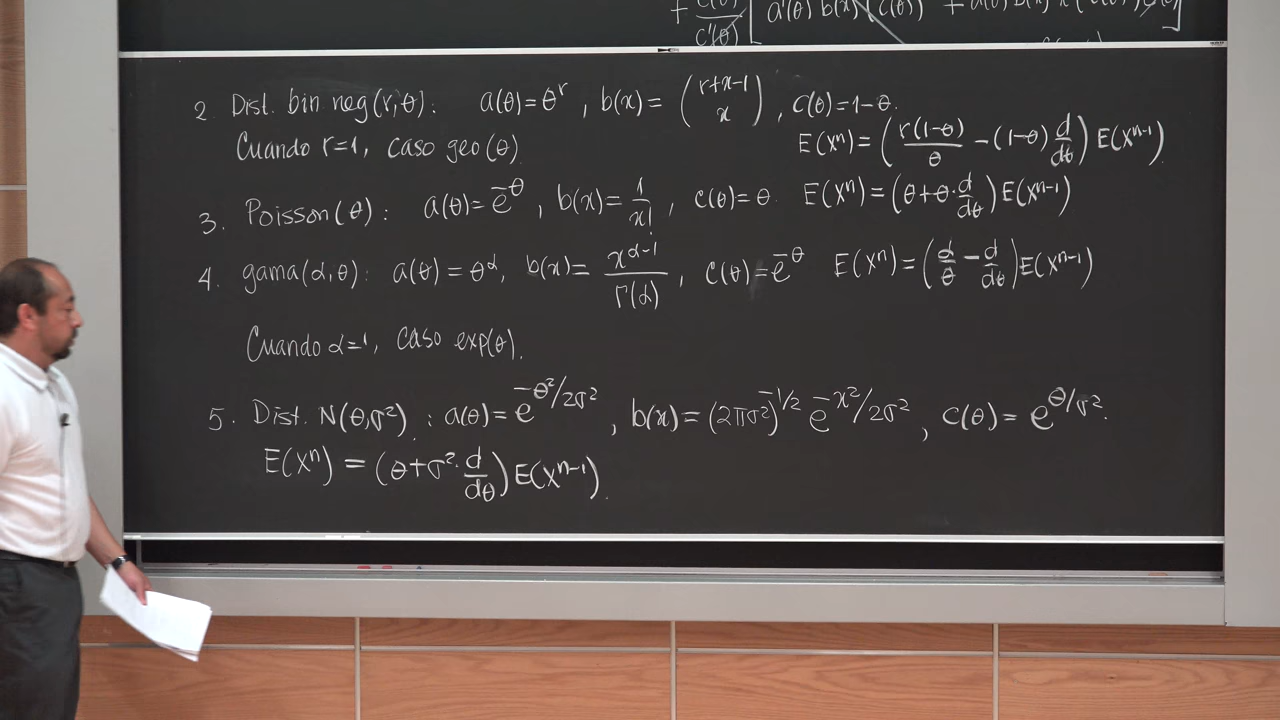 + c(θ)/c'(θ) [ a'(θ) b(x)
2. Dist. bin neg(r,θ): a(θ)=θ^r , b(x)= (r+x-1 x) , c(θ)=1-θ.
Cuando r=1, caso geo(θ). E(X^n)=( r(1-θ)/θ -(1-θ) d/dθ ) E(X^{n-1}).
3. Poisson(θ): a(θ)=e^{-θ} , b(x)= 1/x! , c(θ)=θ. E(X^n)=(θ+θ·d/dθ)E(X^{n-1})
4. gama(α,θ): a(θ)=θ^α, b(x)= x^{α-1}/Γ(α) , c(θ)=e^{-θ} E(X^n)=(α/θ - d/dθ)E(X^{n-1})
Cuando α=1, caso exp(θ).
5. Dist. N(θ,σ²) : a(θ)=e^{-θ²/2σ²} , b(x)=(2πσ²)^{-1/2} e^{-x²/2σ²} , c(θ)=e^{θ/σ²}.
E(X^n) = (θ+σ²·d/dθ)E(X^{n-1}).